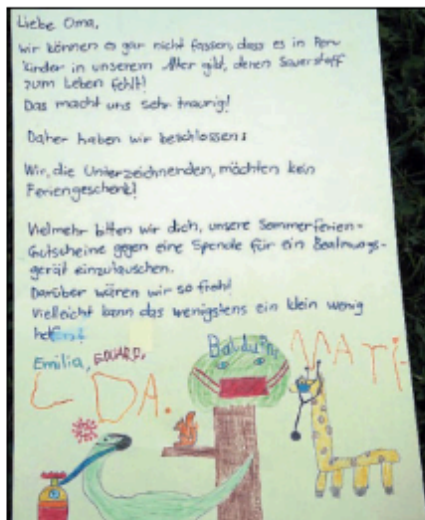 Liebe Oma,
wir können es gar nicht fassen, dass es in Peru
Kinder in unserem Alter gibt, denen Sauerstoff
zum Leben fehlt!
Das macht uns sehr traurig!
Daher haben wir beschlossen:
Wir, die Unterzeichnenden, möchten kein
Feriengeschenk!
Vielmehr bitten wir dich, unsere Sommerferien-
Gutscheine gegen eine Spende für ein Beatmungs-
gerät einzutauschen.
Darüber wären wir so froh!
Vielleicht kann das wenigstens ein klein wenig
helfen!
Emilia, EDUARD,
Balduins
MATI
DA.